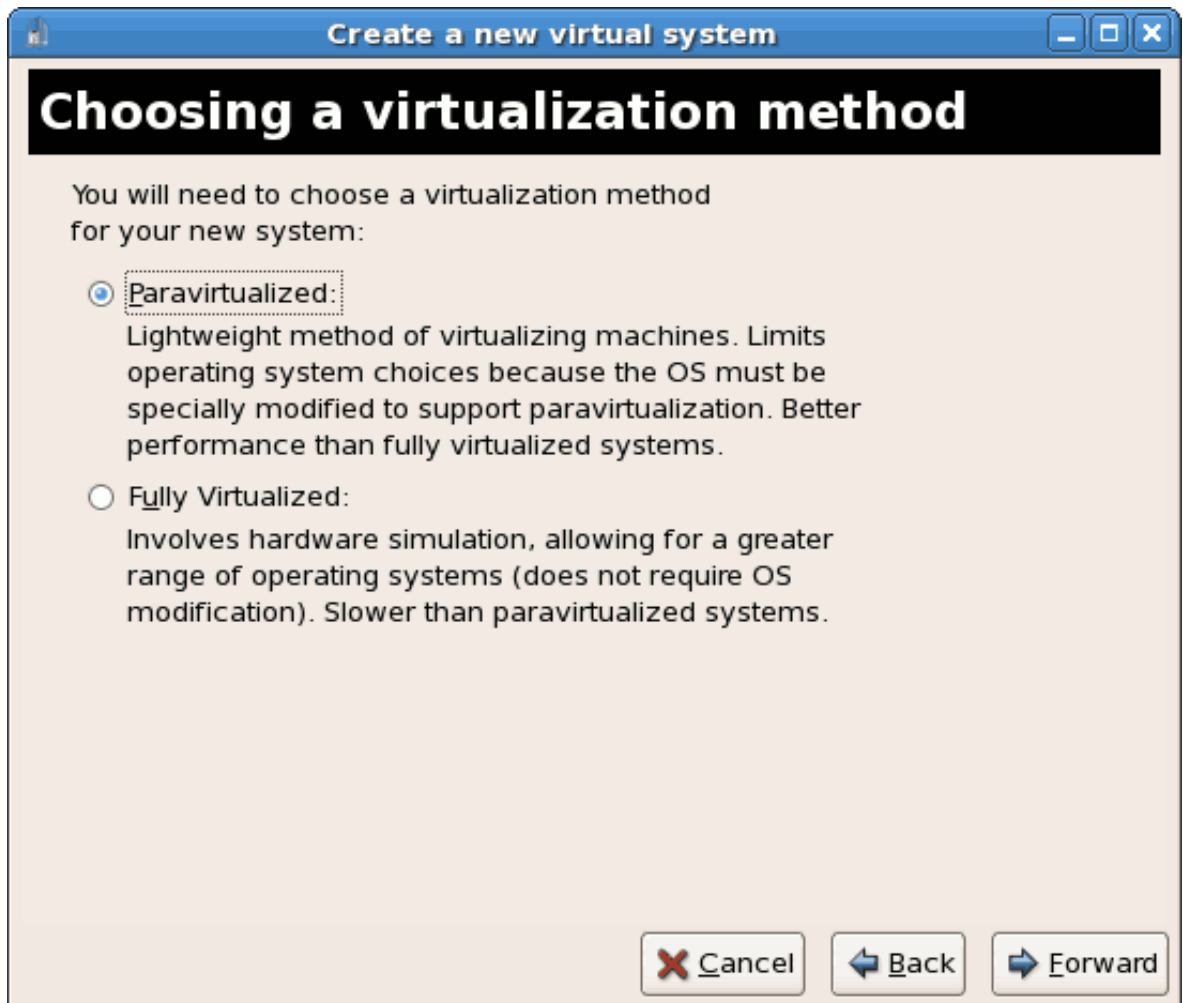 Create a new virtual system
Choosing a virtualization method
You will need to choose a virtualization method
for your new system:
Paravirtualized:
Lightweight method of virtualizing machines. Limits
operating system choices because the OS must be
specially modified to support paravirtualization. Better
performance than fully virtualized systems.
Fully Virtualized:
Involves hardware simulation, allowing for a greater
range of operating systems (does not require OS
modification). Slower than paravirtualized systems.
Cancel Back Forward